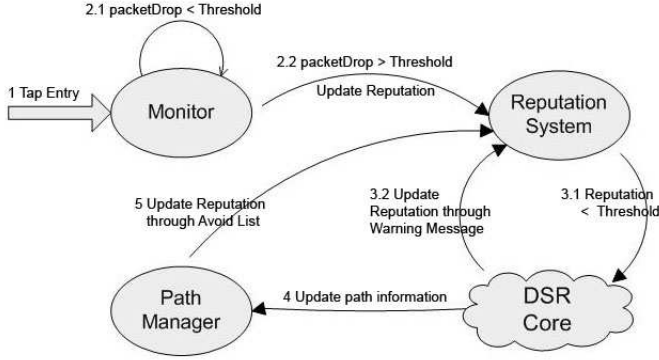 2.1 packetDrop < Threshold
2.2 packetDrop > Threshold
Update Reputation
1 Tap Entry
Monitor
Reputation
System
5 Update Reputation
through Avoid List
3.2 Update
Reputation through
Warning Message
3.1 Reputation
< Threshold
Path
Manager
4 Update path information
DSR
Core